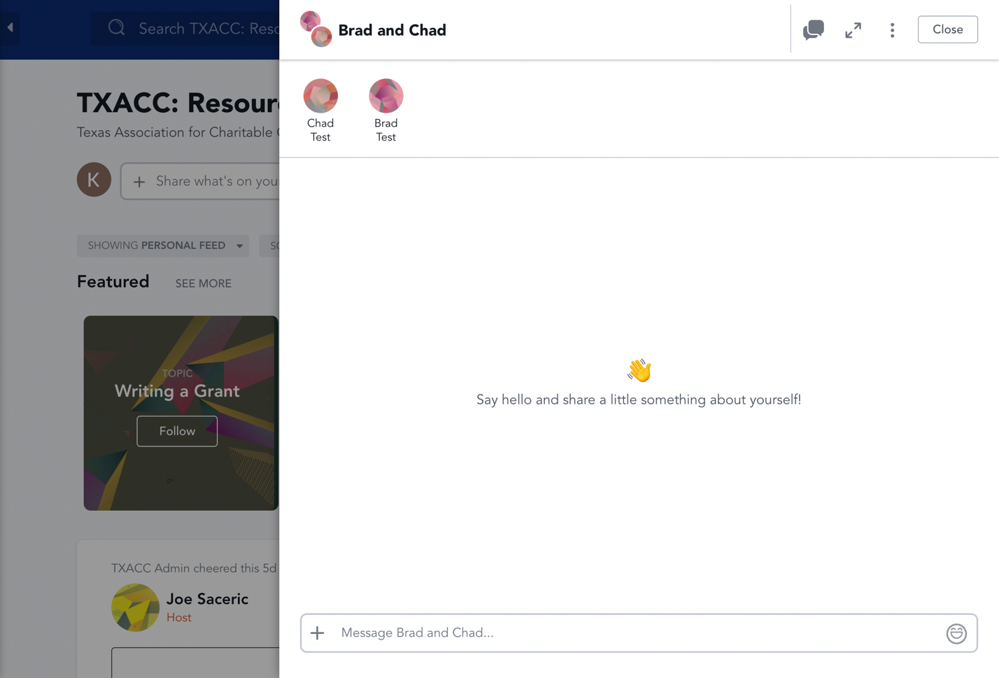 Search TXACC: Reso
Brad and Chad
Close
TXACC: Resour
Texas Association for Charitable
Chad
Test
Brad
Test
K
Share what's on you
SHOWING PERSONAL FEED
SO
Featured
SEE MORE
TOPIC
Writing a Grant
Follow
Say hello and share a little something about yourself!
TXACC Admin cheered this 5d
Joe Saceric
Host
Message Brad and Chad...